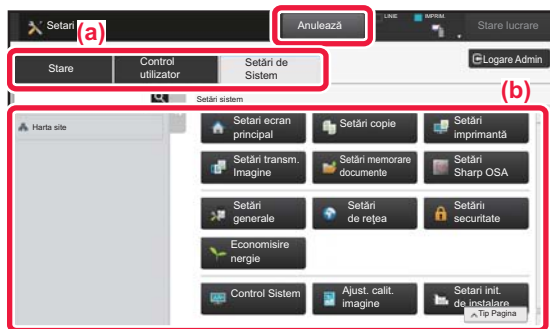 Setari
Anulează
LINIE
IMPRIM.
Stare lucrare
(a)
Stare
Control
utilizator
Setări de
Sistem
Logare Admin
(b)
Setări sistem
Harta site
Setari ecran
principal
Setări copie
Setări
imprimantă
Setări transm.
Imagine
Setări memorare
documente
Setări
Sharp OSA
Setări
generale
Setări
de reţea
Setării
securitate
Economisire
nergie
Control Sistem
Ajust. calit.
imagine
Setari init.
de instalare
Tip Pagina